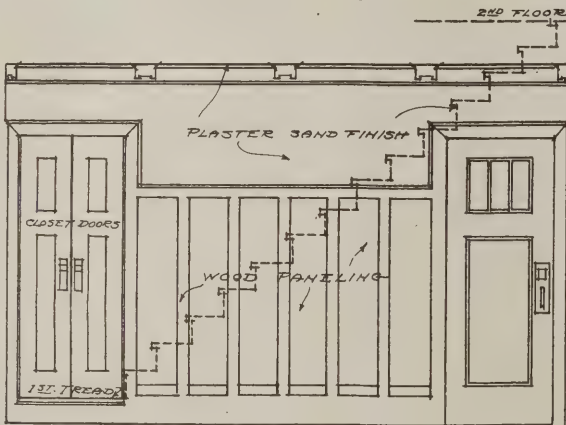 2ND FLOOR
PLASTER SAND FINISH
CLOSET DOORS
WOOD PANELING
1ST. TREAD